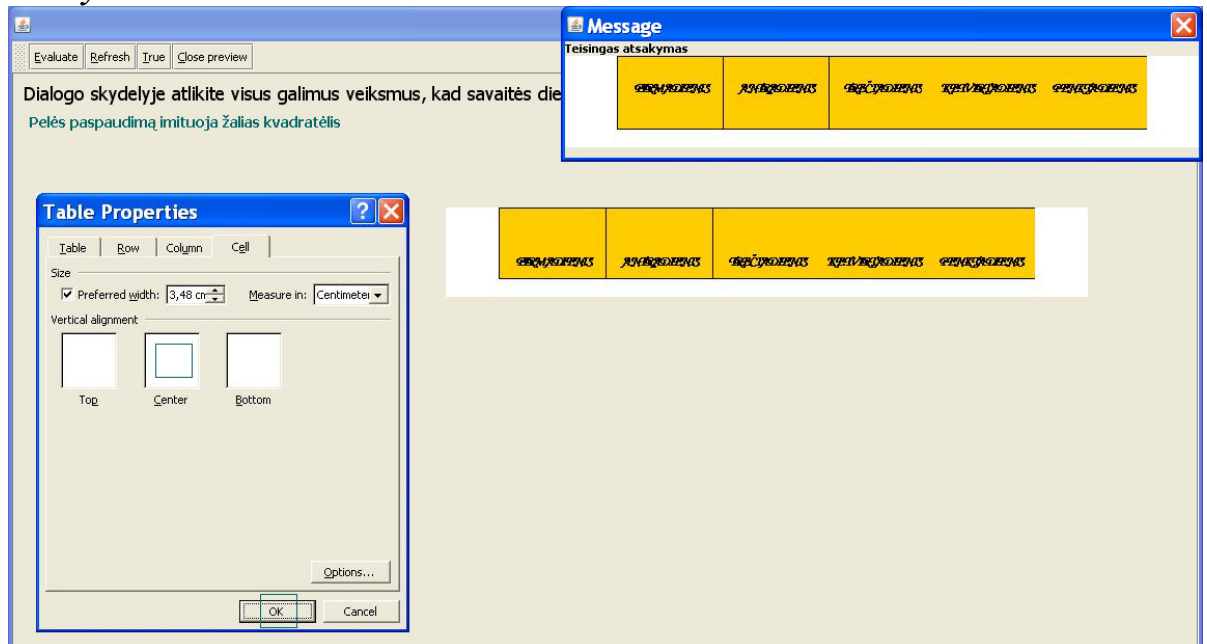 Message
Evaluate Refresh True Close preview
Teisingas atsakymas
Dialogo skydelyje atlikite visus galimus veiksmus, kad savaitės die
Pelės paspaudimą imituoja žalias kvadratėlis
PIRMADIENIS ANTRADIENIS TREČIADIENIS KETVIRTADIENIS PENKTADIENIS
Table Properties
Table Row Column Cell
Size
Preferred width: 3,48 cm Measure in: Centimeter
Vertical alignment
Top Center Bottom
Options...
OK Cancel
PIRMADIENIS ANTRADIENIS TREČIADIENIS KETVIRTADIENIS PENKTADIENIS